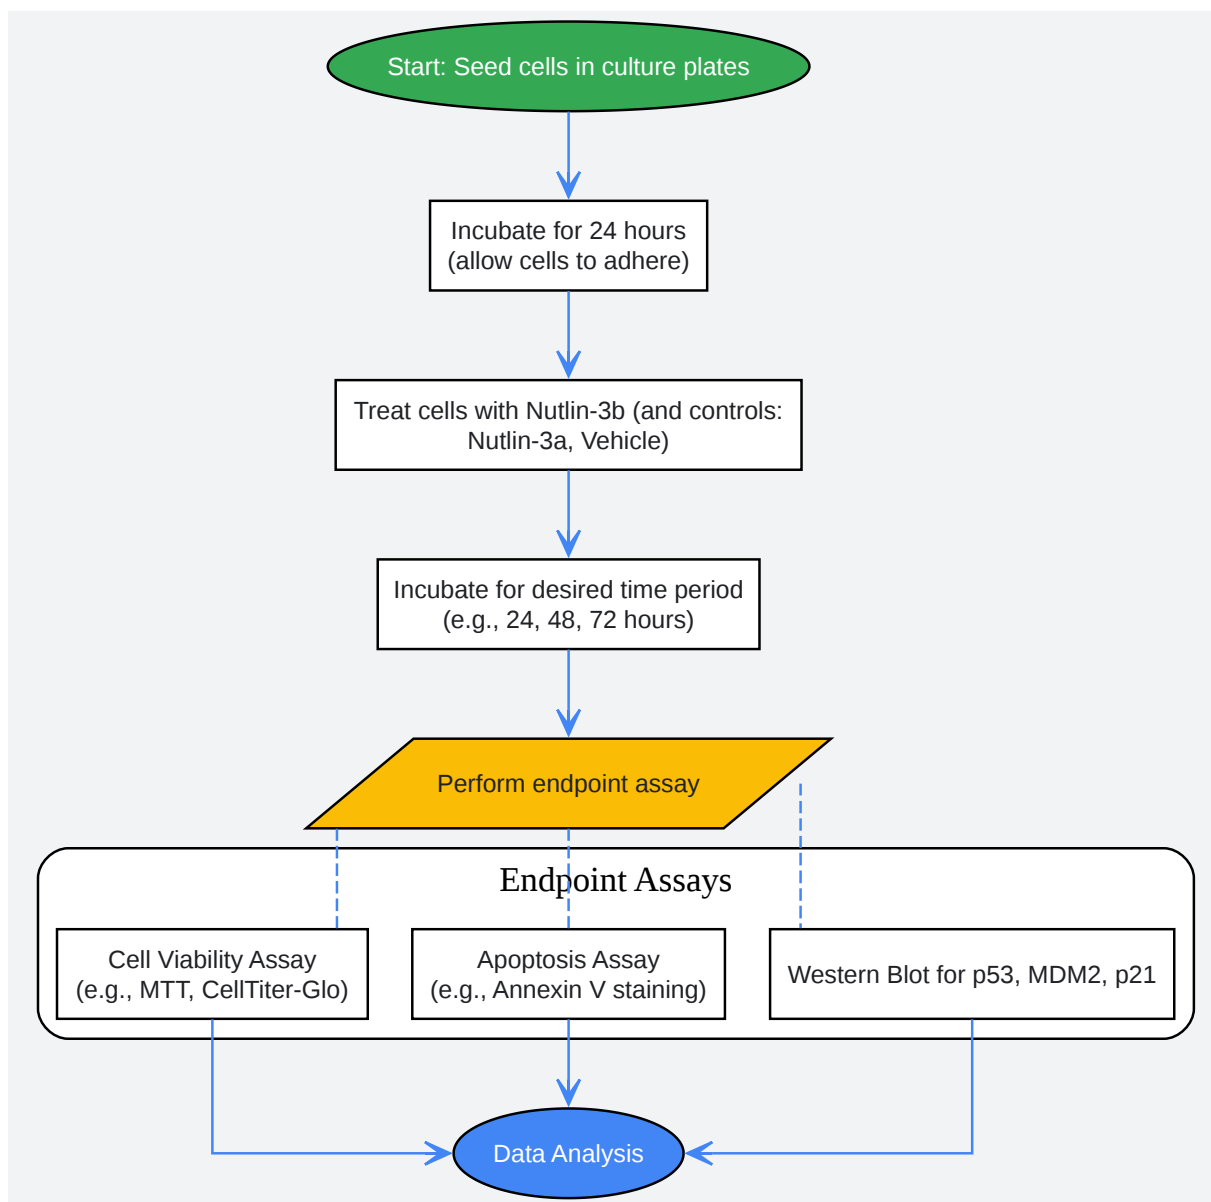 Start: Seed cells in culture plates
Incubate for 24 hours
(allow cells to adhere)
Treat cells with Nutlin-3b (and controls:
Nutlin-3a, Vehicle)
Incubate for desired time period
(e.g., 24, 48, 72 hours)
Perform endpoint assay
Endpoint Assays
Cell Viability Assay
(e.g., MTT, CellTiter-Glo)
Apoptosis Assay
(e.g., Annexin V staining)
Western Blot for p53, MDM2, p21
Data Analysis